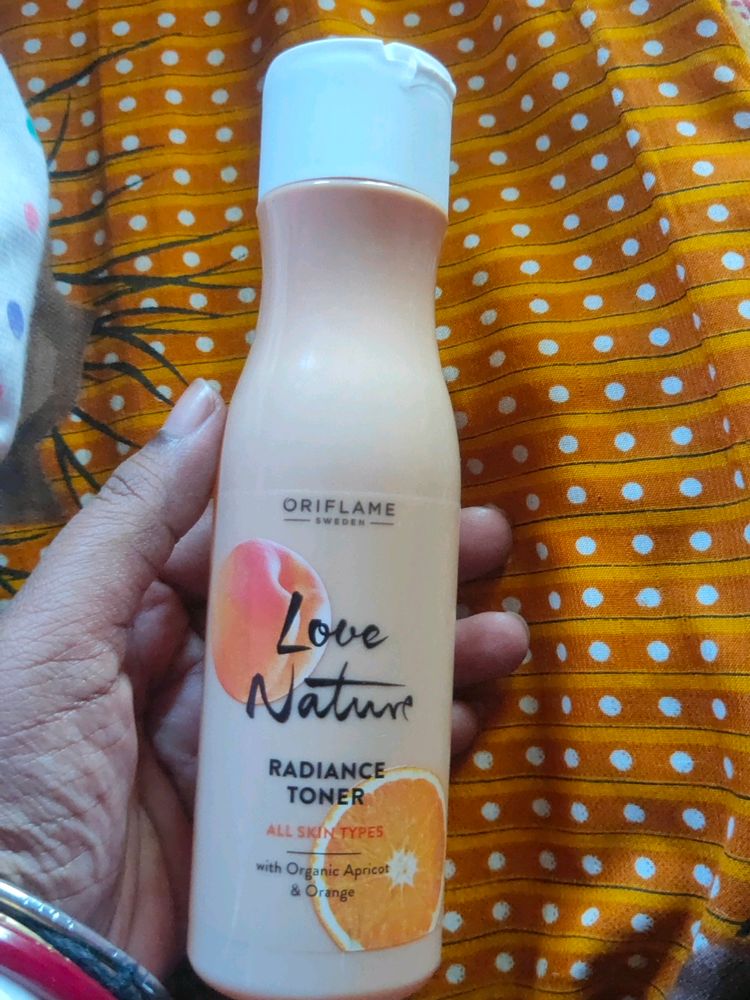 ORIFLAME
SWEDEN
Love
Nature
RADIANCE
TONER
ALL SKIN TYPES
with Organic Apricot
& Orange